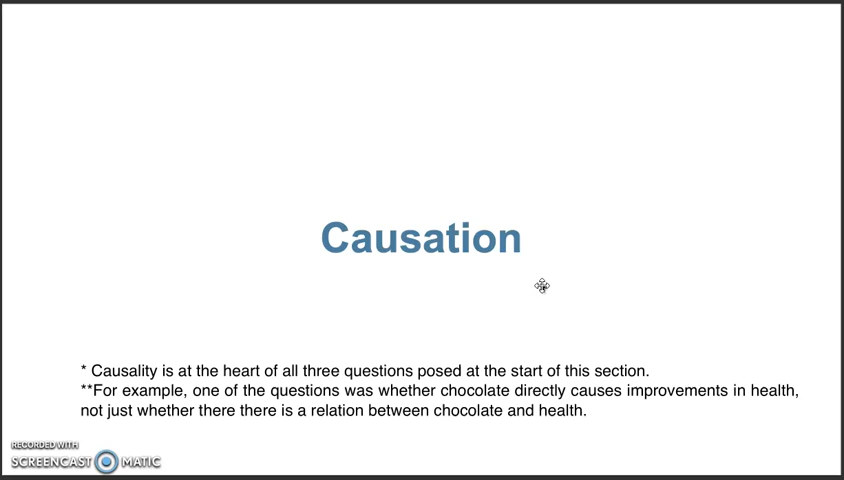 Causation
* Causality is at the heart of all three questions posed at the start of this section.
**For example, one of the questions was whether chocolate directly causes improvements in health,
not just whether there there is a relation between chocolate and health.
RECORDED WITH
SCREENCAST MATIC